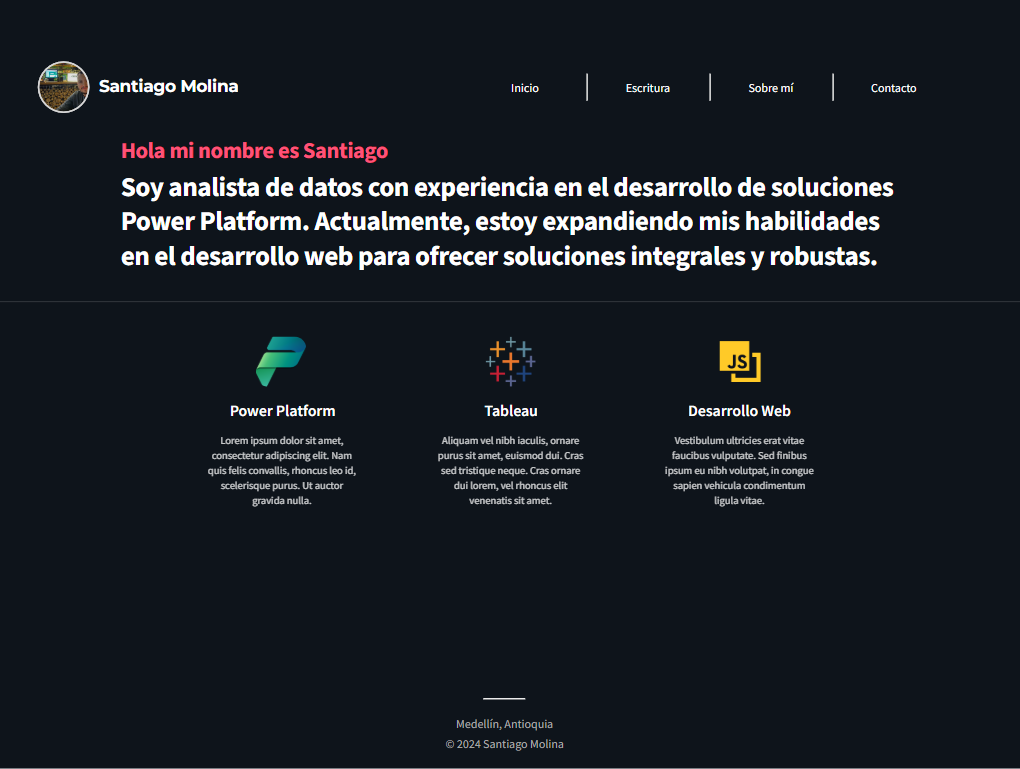 Santiago Molina
Inicio
Escritura
Sobre mí
Contacto
Hola mi nombre es Santiago
Soy analista de datos con experiencia en el desarrollo de soluciones
Power Platform. Actualmente, estoy expandiendo mis habilidades
en el desarrollo web para ofrecer soluciones integrales y robustas.
JS
Power Platform
Lorem ipsum dolor sit amet,
consectetur adipiscing elit. Nam
quis felis convallis, rhoncus leo id,
scelerisque purus. Ut auctor
gravida nulla.
Tableau
Aliquam vel nibh iaculis, ornare
purus sit amet, euismod dui. Cras
sed tristique neque. Cras ornare
dui lorem, vel rhoncus elit
venenatis sit amet.
Desarrollo Web
Vestibulum ultricies erat vitae
faucibus vulputate. Sed finibus
ipsum eu nibh volutpat, in congue
sapien vehicula condimentum
ligula vitae.
Medellín, Antioquia
© 2024 Santiago Molina